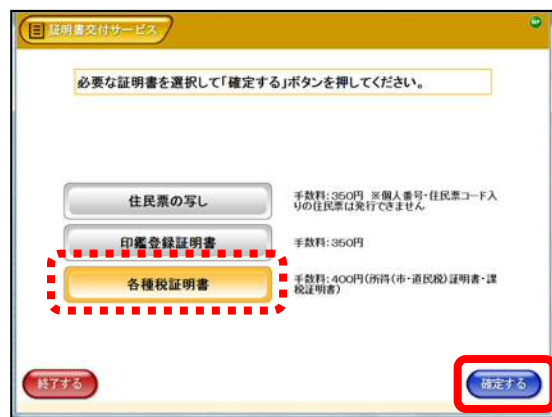 証明書交付サービス
必要な証明書を選択して「確定する」ボタンを押してください。
住民票の写し
手数料:350円 ※個人番号・住民票コード入
りの住民票は発行できません
印鑑登録証明書
手数料:350円
各種税証明書
手数料:400円(所得(市・道民税)証明書・課
税証明書)
終了する
確定する